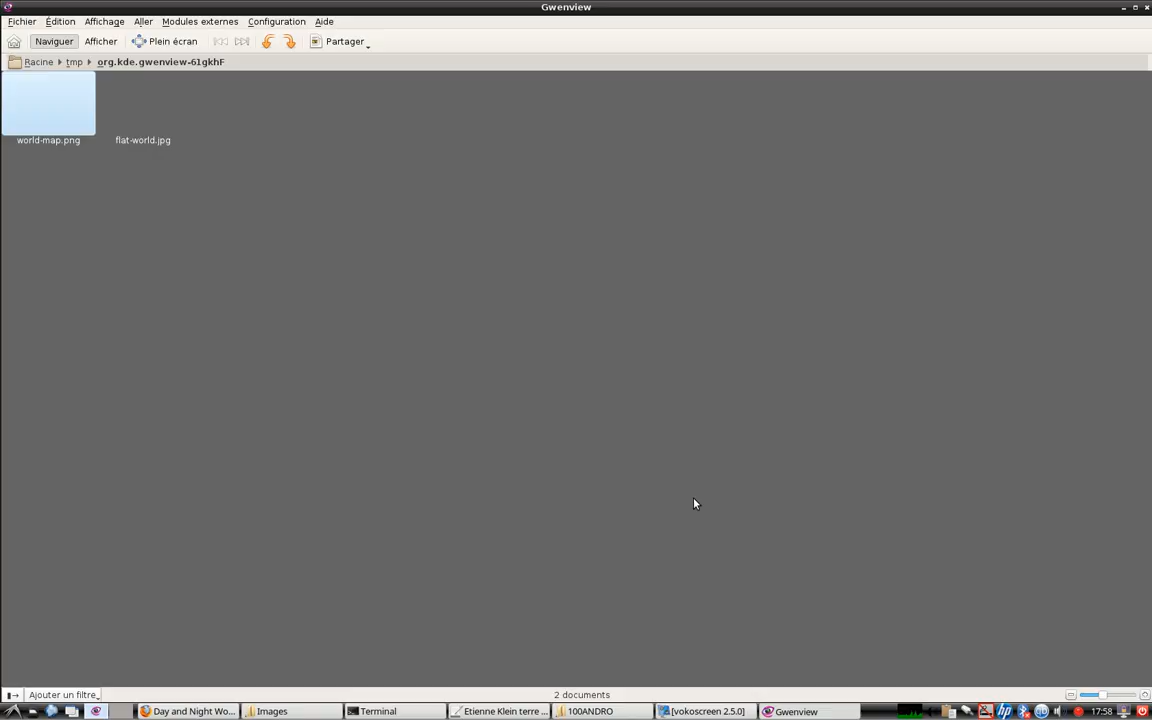 Gwenview
Fichier Édition Affichage Aller Modules externes Configuration Aide
Naviguer Afficher Plein écran Partager
Racine tmp org.kde.gwenview-61gkhF
world-map.png flat-world.jpg
Ajouter un filtre 2 documents
Day and Night Wo... Images Terminal Etienne Klein terre ... 100ANDRO [vokoscreen 2.5.0] Gwenview hp 17:58